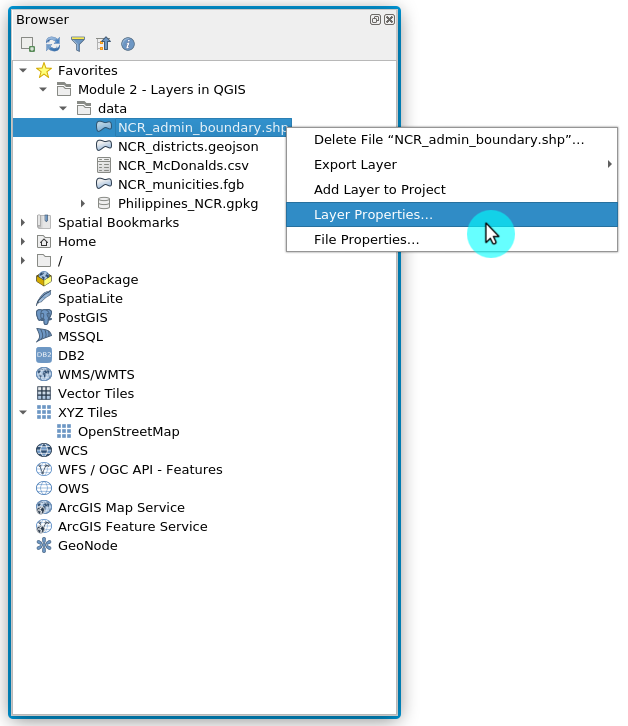 Browser
Favorites
Module 2 - Layers in QGIS
data
NCR_admin_boundary.shp
NCR_districts.geojson
NCR_McDonalds.csv
NCR_municities.fgb
Philippines_NCR.gpkg
Spatial Bookmarks
Home
/
GeoPackage
SpatiaLite
PostGIS
MSSQL
DB2 DB2
WMS/WMTS
Vector Tiles
XYZ Tiles
OpenStreetMap
WCS
WFS / OGC API - Features
OWS
ArcGIS Map Service
ArcGIS Feature Service
GeoNode
Delete File “NCR_admin_boundary.shp”…
Export Layer
Add Layer to Project
Layer Properties…
File Properties…